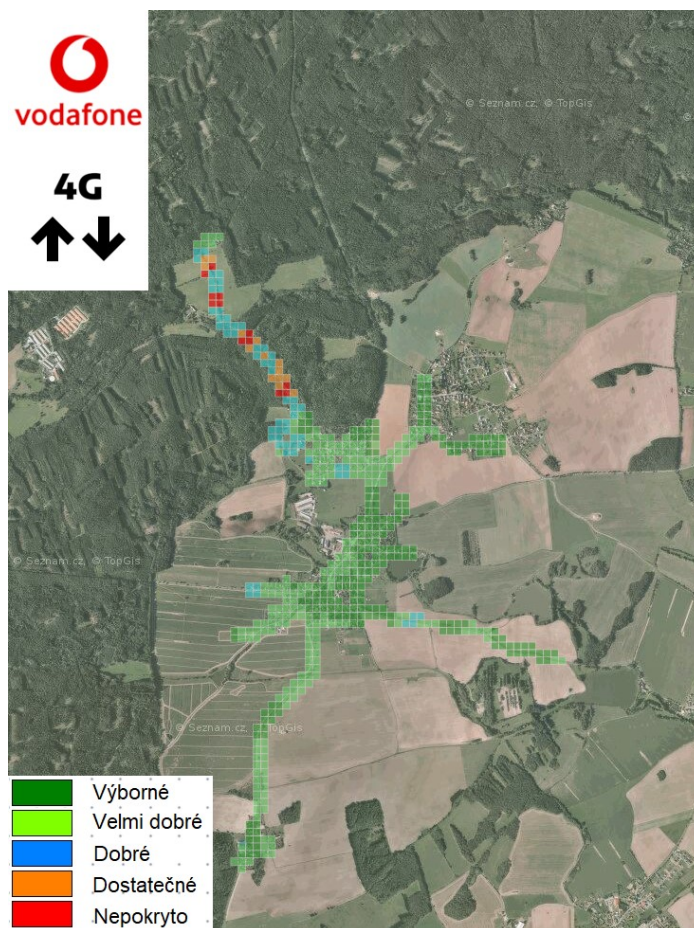 vodafone
4G
© Seznam.cz, © TopGis
© Seznam.cz, © TopGis
© Seznam.cz, © TopGis
Výborné
Velmi dobré
Dobré
Dostatečné
Nepokryto